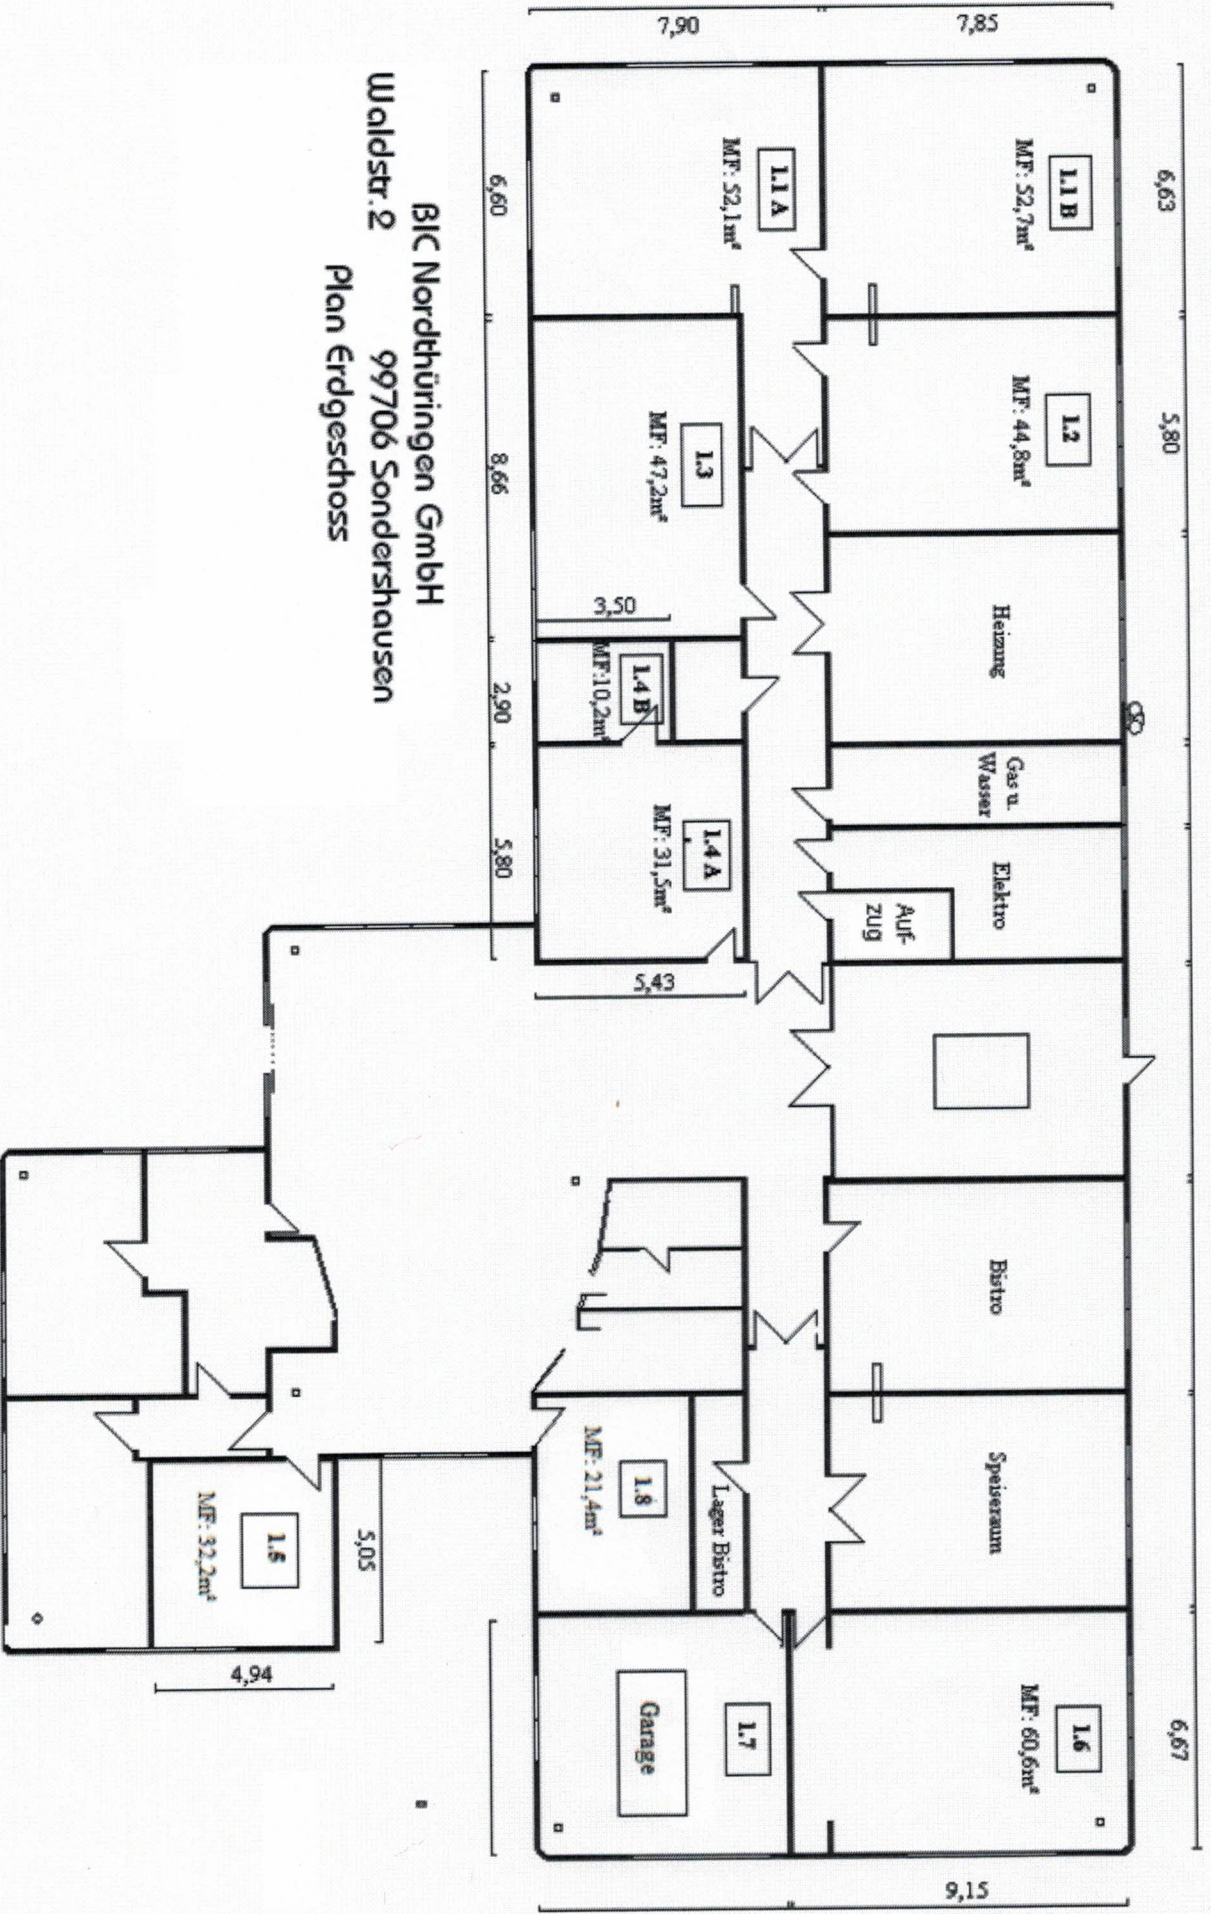 6,63
5,80
6,67
7,85
7,90
1.1 B
MF: 52,7m²
1.2
MF: 44,8m²
Heizung
Gas u.
Wasser
Elektro
Auf-
zug
Bistro
Speiseraum
1.6
MF: 60,6m²
9,15
1.1 A
MF: 52,1m²
1.3
MF: 47,2m²
3,50
1.4 B
MF:10,2m²
1.4 A
MF: 31,5m²
5,43
Lager Bistro
1.8
MF: 21,4m²
1.7
Garage
6,60
8,66
2,90
5,80
BIC Nordthüringen GmbH
Waldstr.2 99706 Sondershausen
Plan Erdgeschoss
5,05
1.5
MF: 32,2m²
4,94